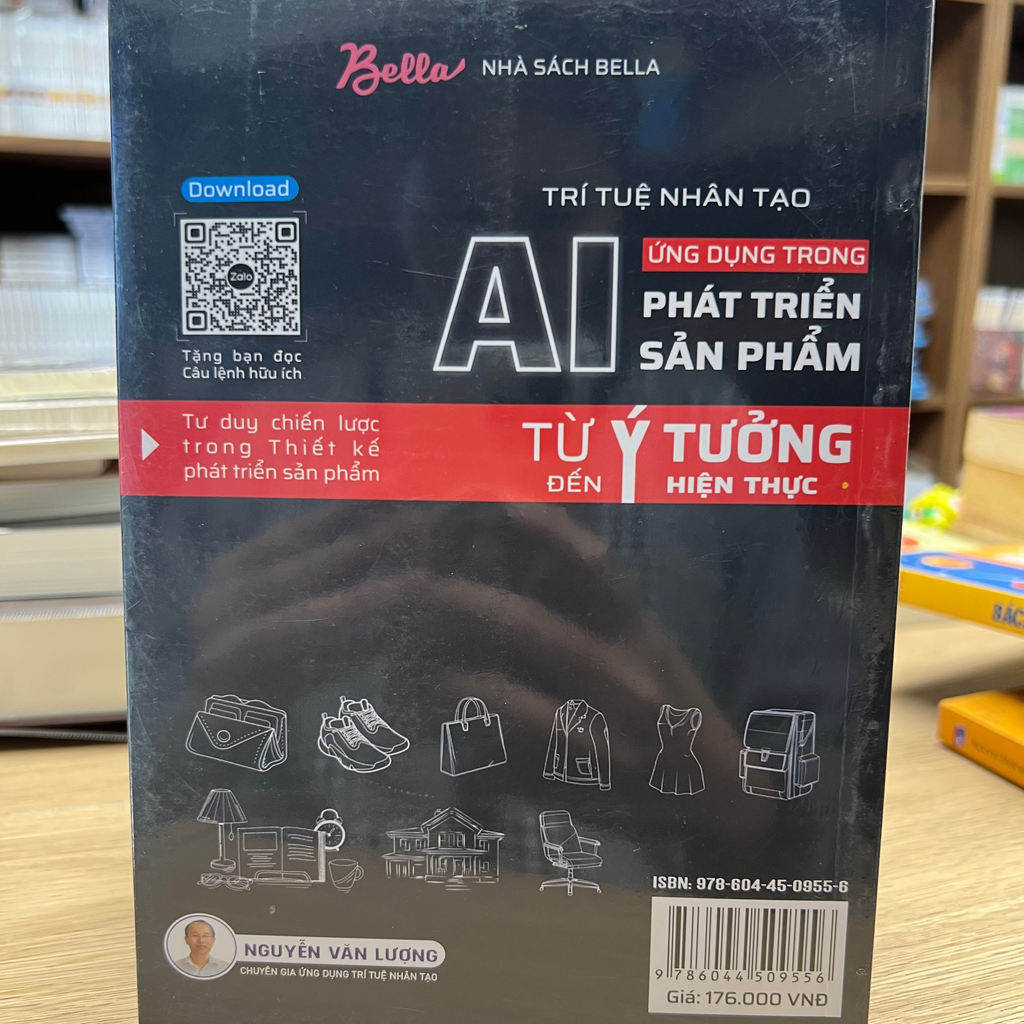 Bella NHÀ SÁCH BELLA
Download
Zalo
Tặng bạn đọc
Câu lệnh hữu ích
TRÍ TUỆ NHÂN TẠO
AI
ỨNG DỤNG TRONG
PHÁT TRIỂN
SẢN PHẨM
Tư duy chiến lược
trong Thiết kế
phát triển sản phẩm
TỪ Ý TƯỞNG
ĐẾN HIỆN THỰC
BẮC
ISBN: 978-604-45-0955-6
9 786044 509556
Giá: 176.000 VNĐ
NGUYỄN VĂN LƯỢNG
CHUYÊN GIA ỨNG DỤNG TRÍ TUỆ NHÂN TẠO